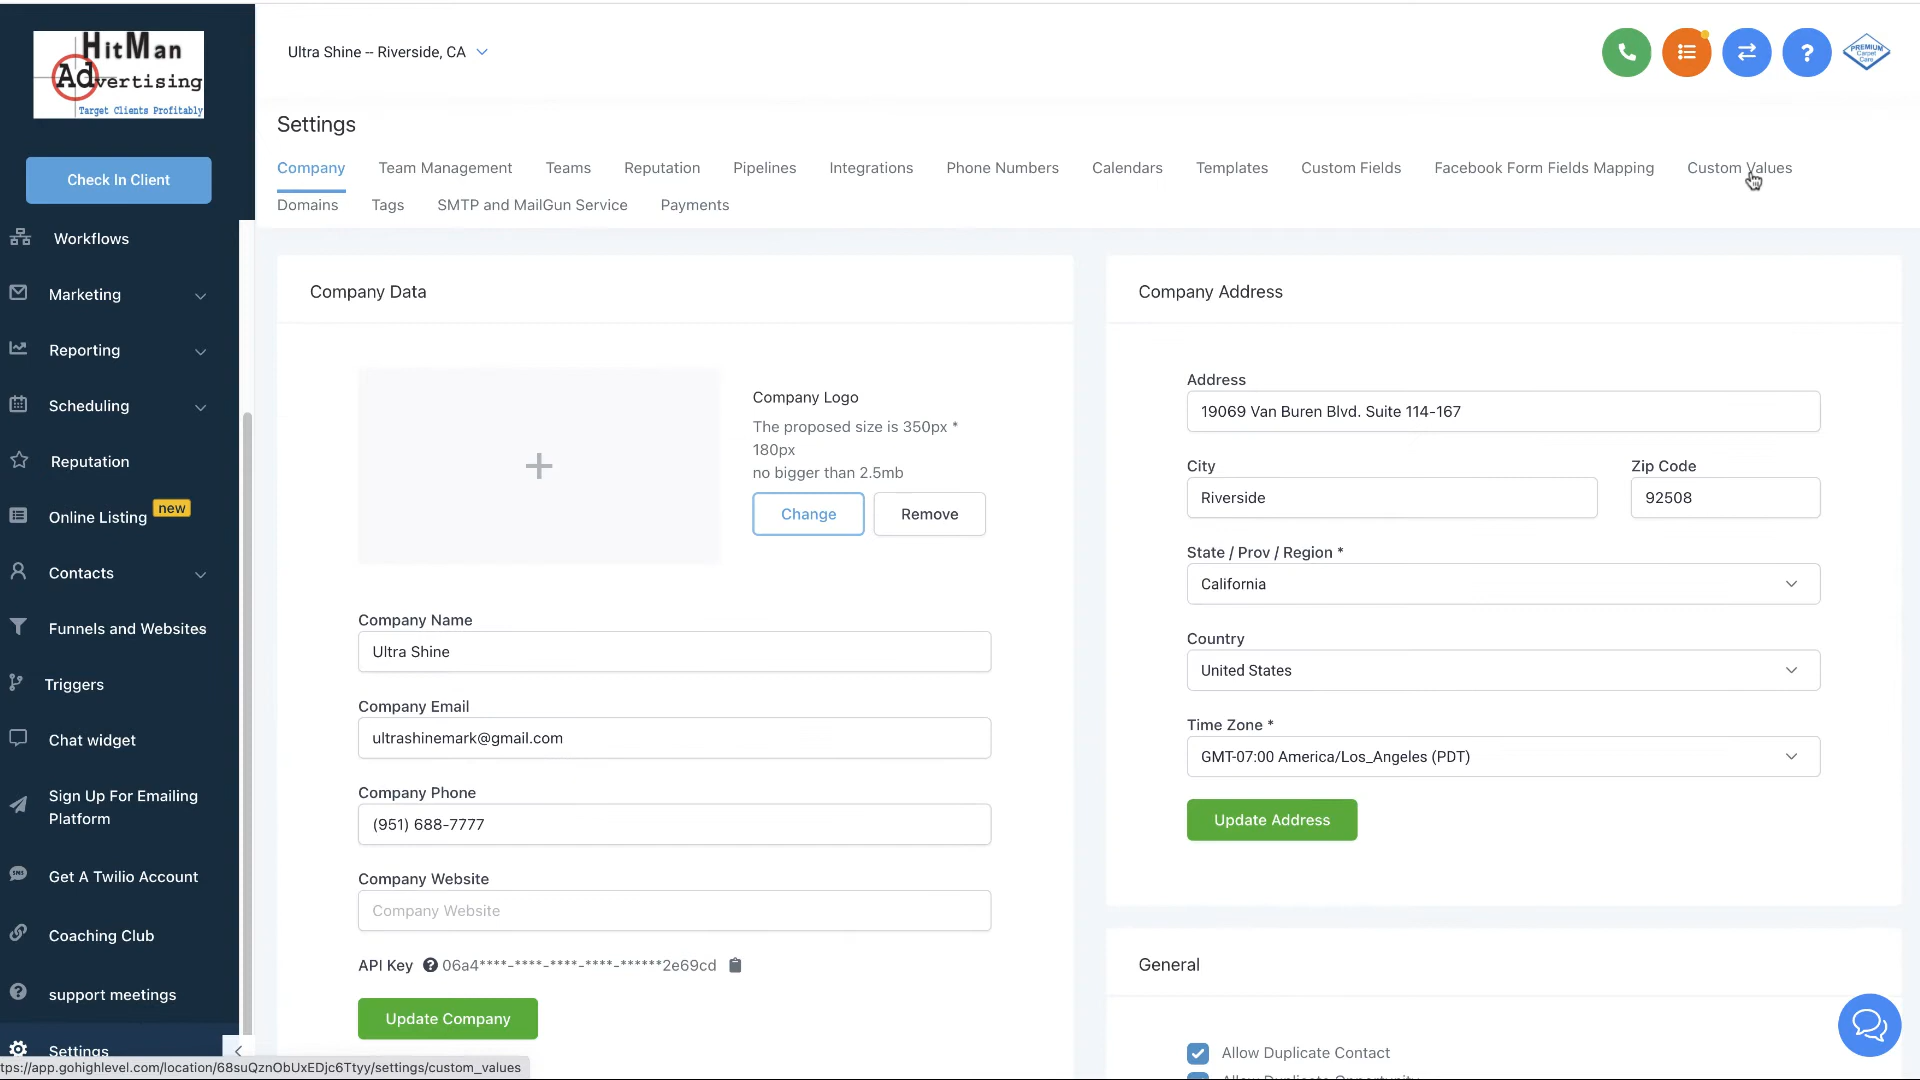 HitMan
Advertising
Target Clients Profitably
Ultra Shine -- Riverside, CA
PREMIUM
Carpet
Care
Settings
Check In Client
Company
Team Management
Teams
Reputation
Pipelines
Integrations
Phone Numbers
Calendars
Templates
Custom Fields
Facebook Form Fields Mapping
Custom Values
Domains
Tags
SMTP and MailGun Service
Payments
Workflows
Marketing
Reporting
Scheduling
Reputation
Online Listing
new
Contacts
Funnels and Websites
Triggers
Chat widget
Sign Up For Emailing
Platform
SMS
Get A Twilio Account
Coaching Club
support meetings
Settings
Company Data
Company Logo
The proposed size is 350px *
180px
no bigger than 2.5mb
Change
Remove
Company Name
Ultra Shine
Company Email
ultrashinemark@gmail.com
Company Phone
(951) 688-7777
Company Website
Company Website
API Key
06a4****-****-****-****-******2e69cd
Update Company
Company Address
Address
19069 Van Buren Blvd. Suite 114-167
City
Zip Code
Riverside
92508
State / Prov / Region *
California
Country
United States
Time Zone *
GMT-07:00 America/Los_Angeles (PDT)
Update Address
General
Allow Duplicate Contact
Allow Duplicate Opportunity
tps://app.gohighlevel.com/location/68suQznObUxEDjc6Ttyy/settings/custom_values